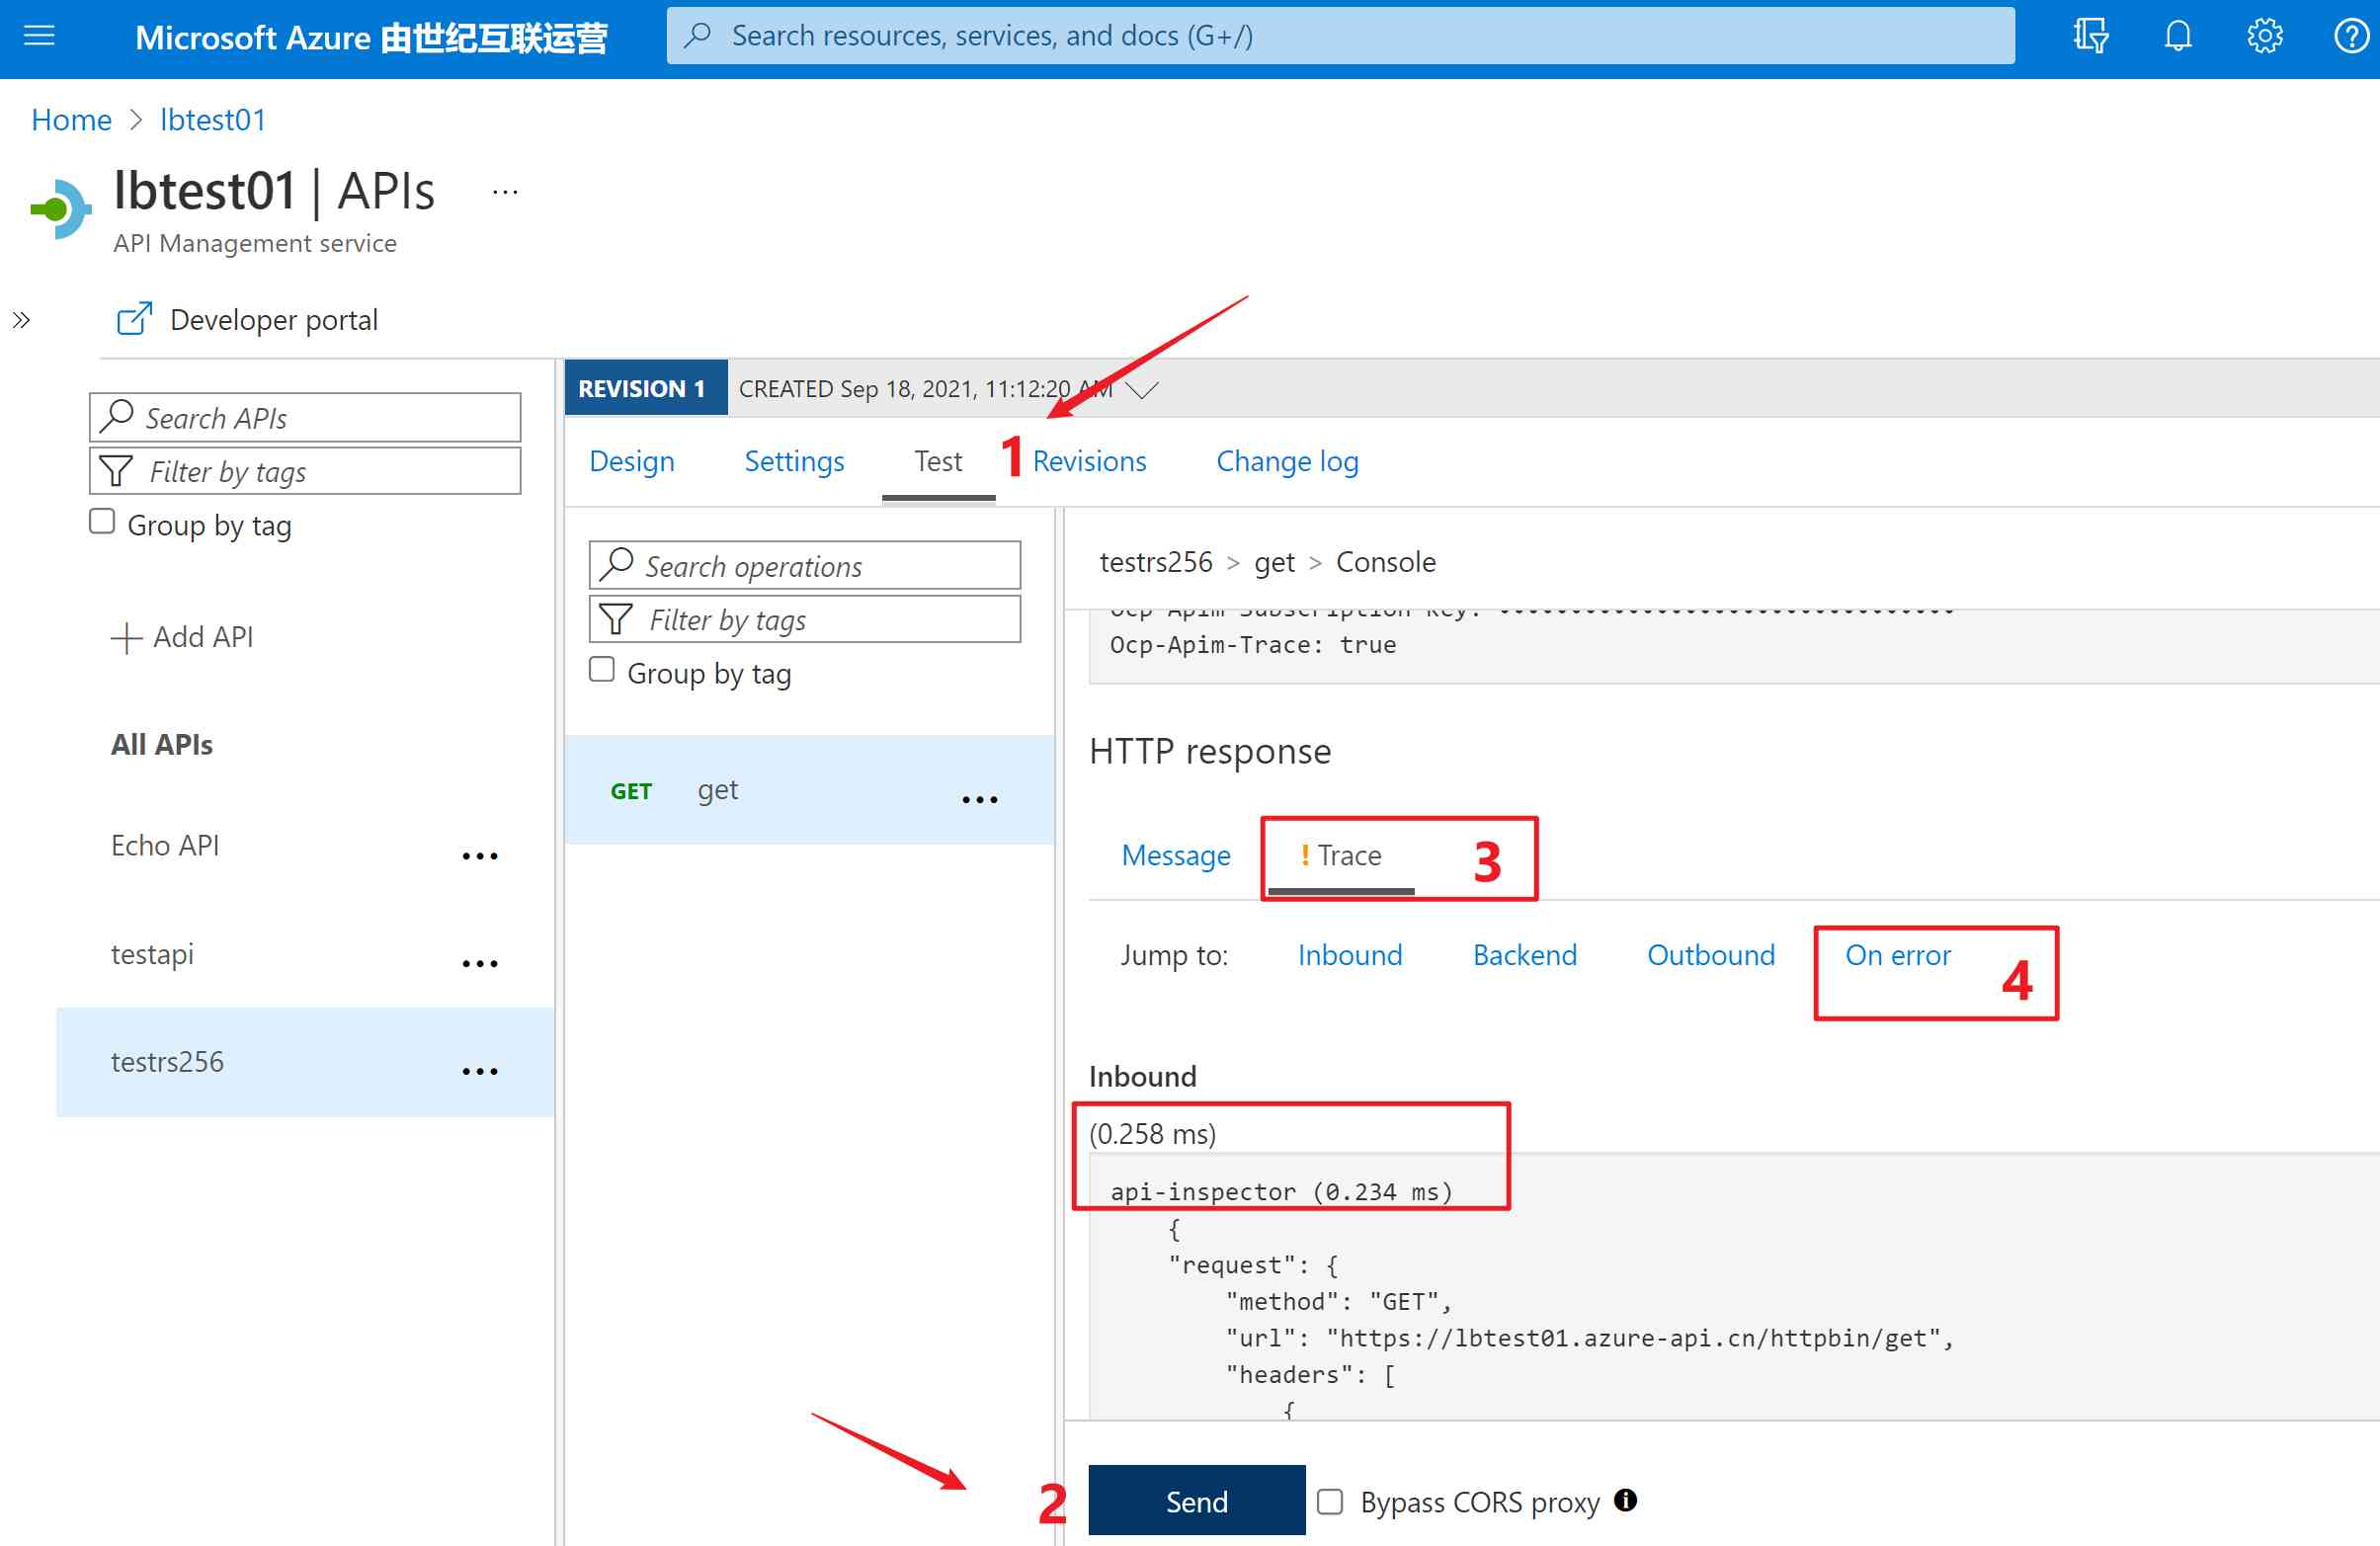 Microsoft Azure 由世纪互联运营
Search resources, services, and docs (G+/)
Home > lbtest01
lbtest01 | APIs ...
API Management service
Developer portal
Search APIs
Filter by tags
Group by tag
+ Add API
All APIs
Echo API ...
testapi ...
testrs256 ...
REVISION 1 CREATED Sep 18, 2021, 11:12:20 AM
Design Settings Test 1 Revisions Change log
Search operations
Filter by tags
Group by tag
GET get ...
testrs256 > get > Console
Ocp-Apim-Subscription-Key: ••••••••••••••••••••••••••••••••
Ocp-Apim-Trace: true
HTTP response
Message ! Trace 3
Jump to: Inbound Backend Outbound On error 4
Inbound
(0.258 ms)
api-inspector (0.234 ms)
{
"request": {
"method": "GET",
"url": "https://lbtest01.azure-api.cn/httpbin/get",
"headers": [
{
2 Send Bypass CORS proxy